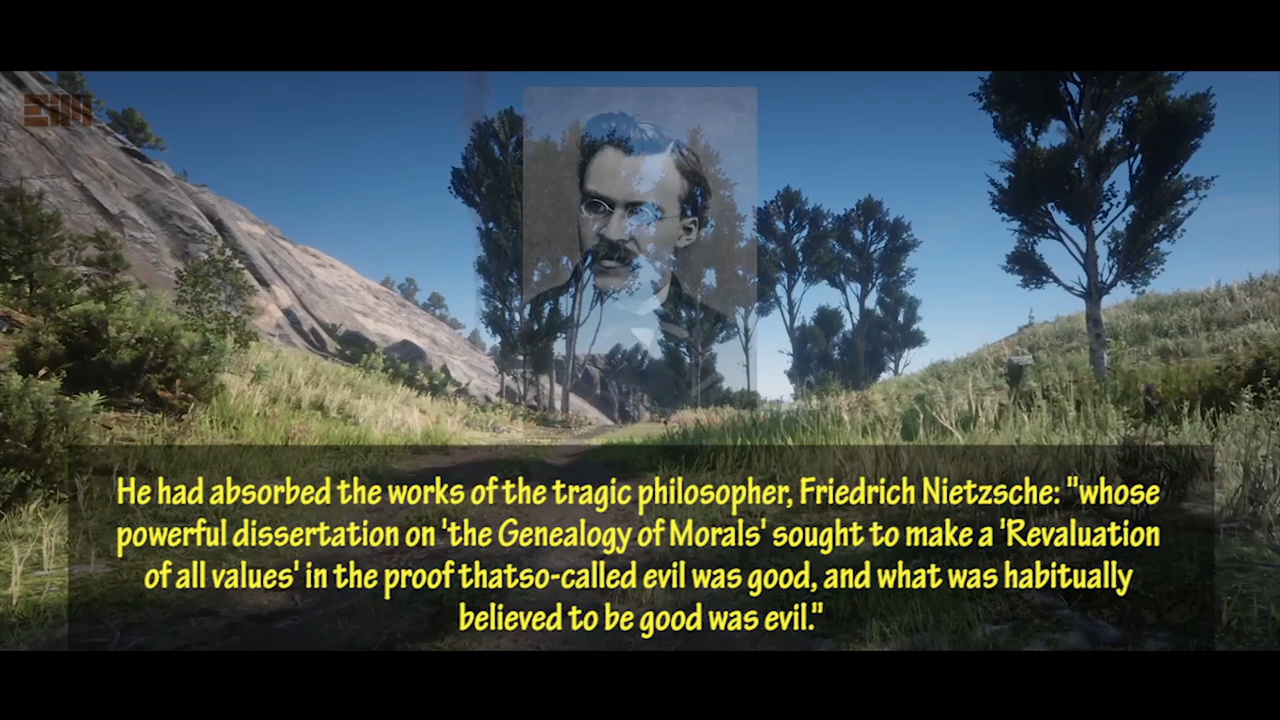 He had absorbed the works of the tragic philosopher, Friedrich Nietzsche: "whose
powerful dissertation on 'the Genealogy of Morals' sought to make a 'Revaluation
of all values' in the proof thatso-called evil was good, and what was habitually
believed to be good was evil."